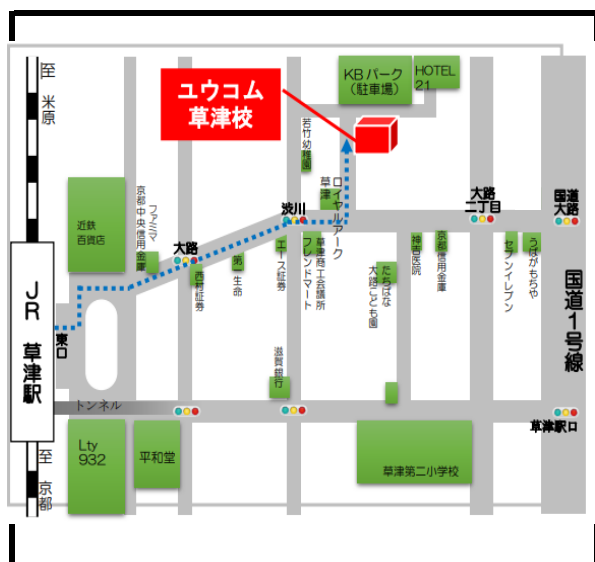 至
米原
KBパーク
(駐車場)
HOTEL
21
ユウコム
草津校
若竹幼稚園
近鉄
百貨店
京都中央信用金庫
ファミマ
大路
渋川
ロイヤルアーク
草津
大路
二丁目
国道
大路
第一生命
西村証券
エース証券
フレンドマート
草津商工会議所
たちばな
大路こども園
神吉医院
京都信用金庫
セブンイレブン
うばがもちや
国道1号線
JR 草津駅
東口
滋賀銀行
トンネル
草津駅口
Lty
932
平和堂
草津第二小学校
至
京都